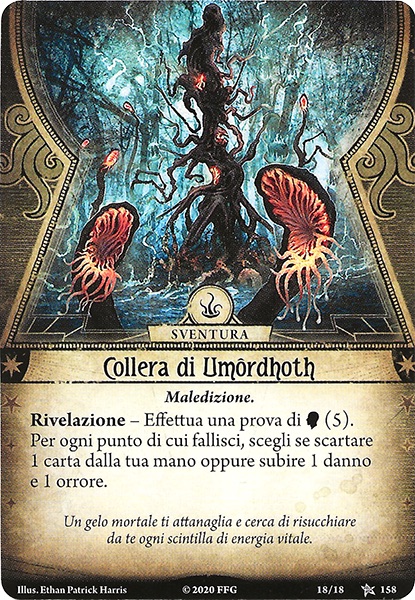 SVENTURA
Collera di Umôrdhoth
Maledizione.
Rivelazione – Effettua una prova di (5).
Per ogni punto di cui fallisci, scegli se scartare
1 carta dalla tua mano oppure subire 1 danno
e 1 orrore.
Un gelo mortale ti attanaglia e cerca di risucchiare
da te ogni scintilla di energia vitale.
Illus. Ethan Patrick Harris © 2020 FFG 18/18 158